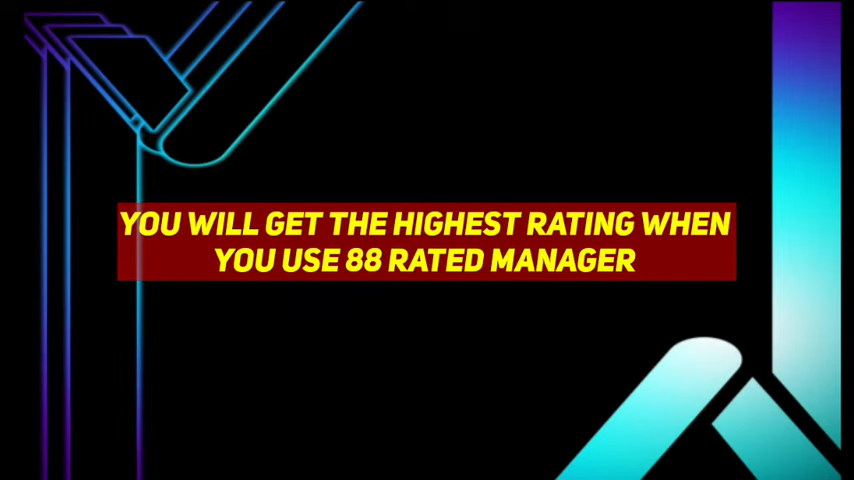 YOU WILL GET THE HIGHEST RATING WHEN
YOU USE 88 RATED MANAGER